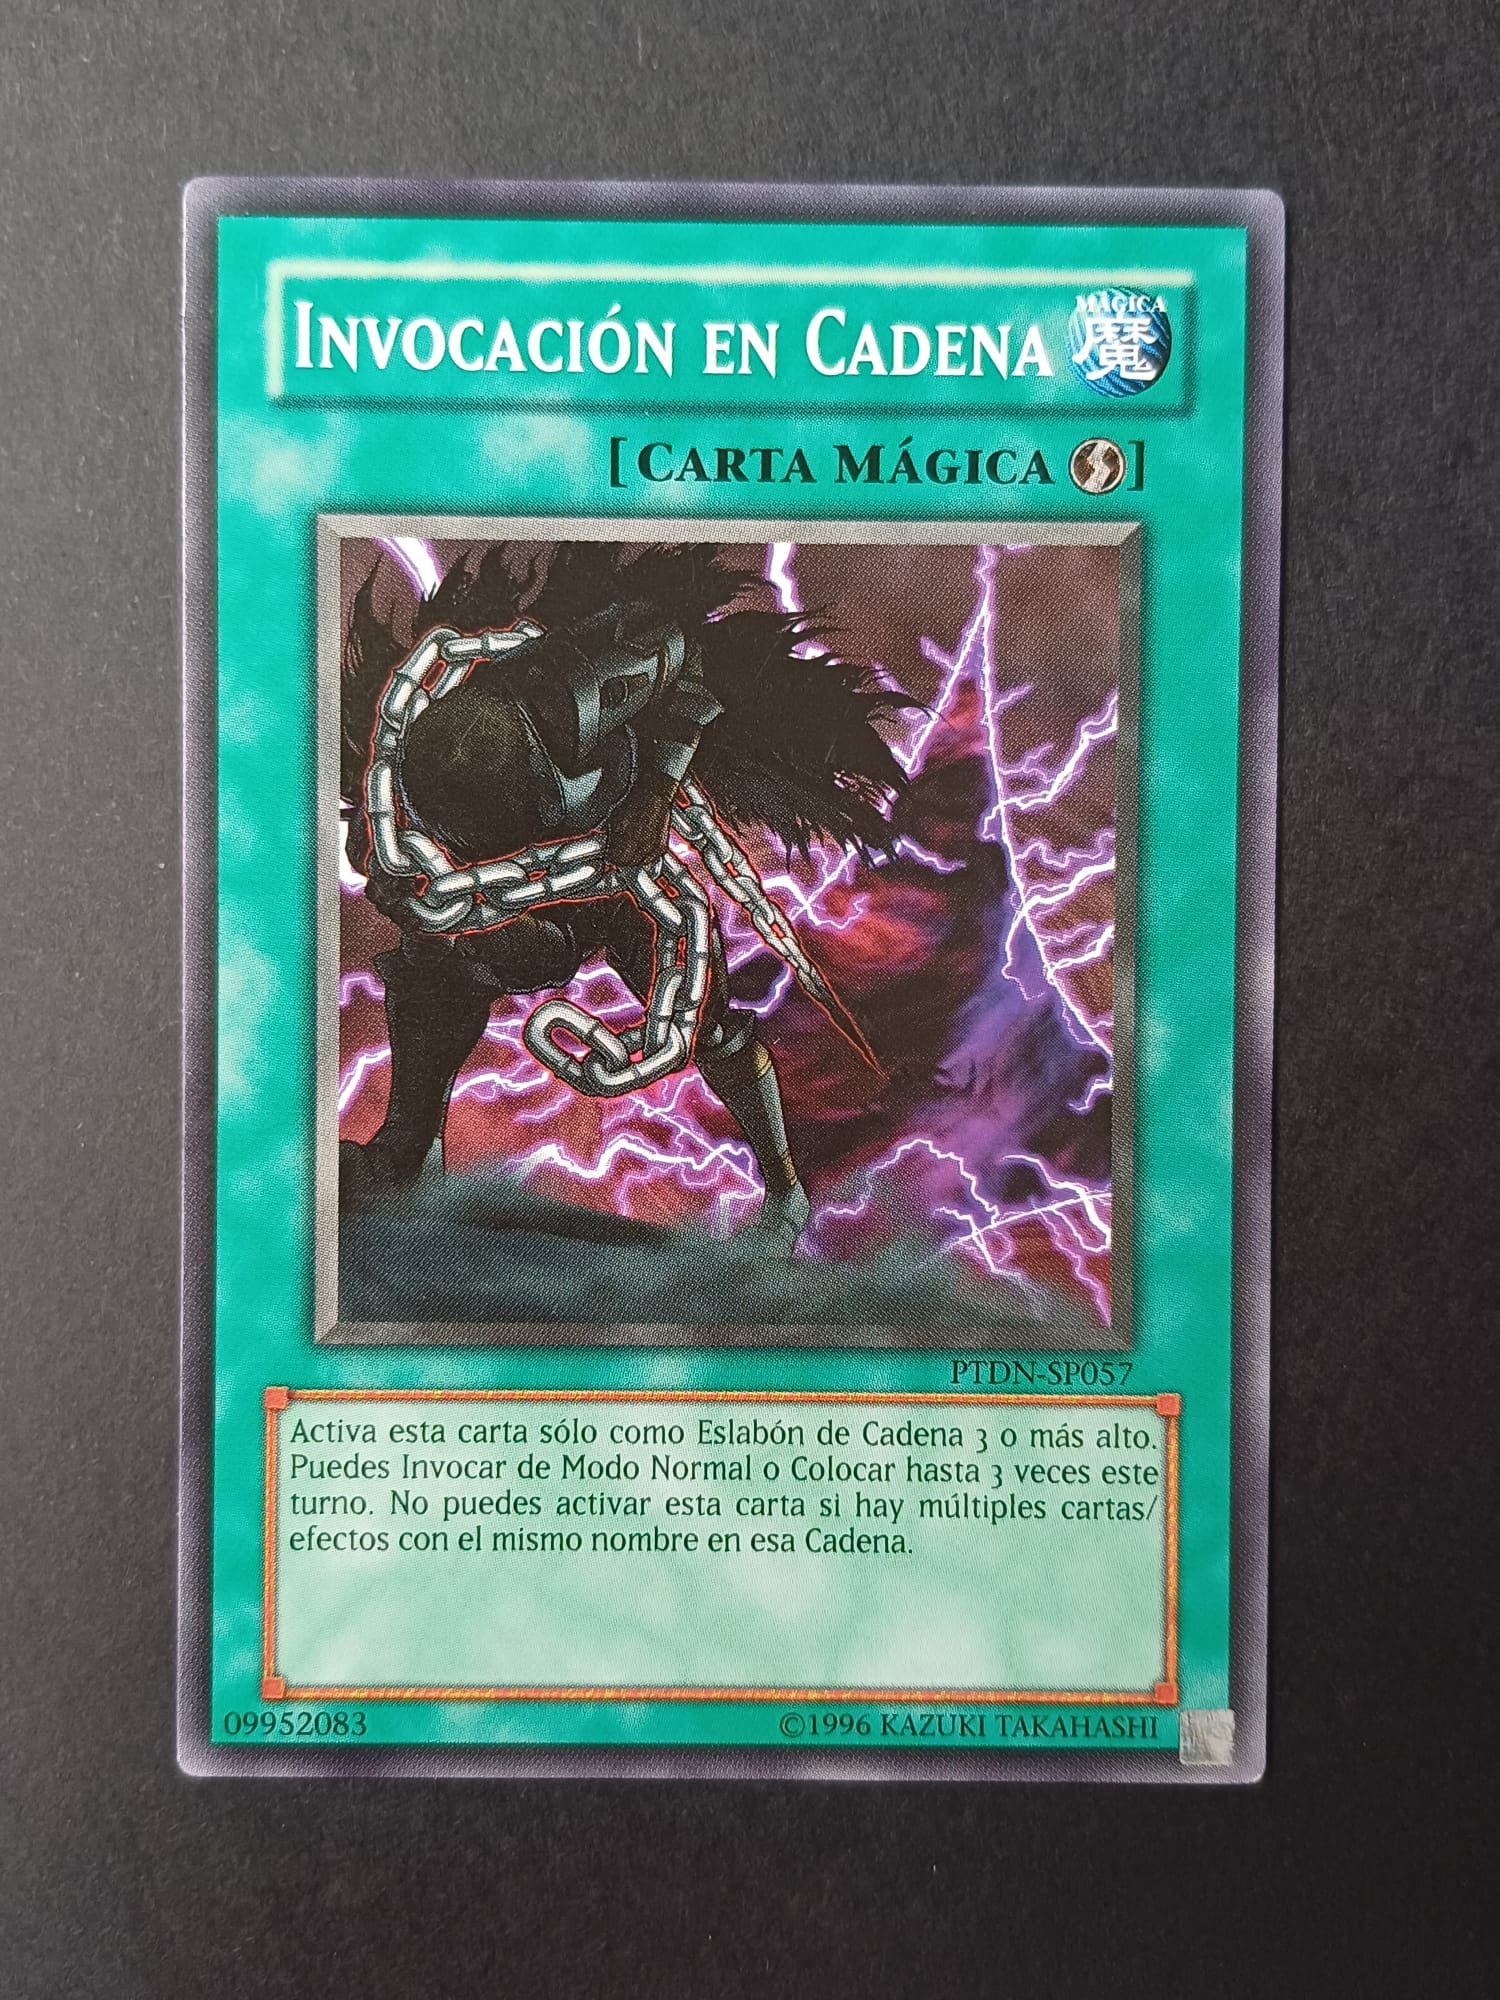 INVOCACIÓN EN CADENA
MÁGICA
魔
[CARTA MÁGICA]
PTDN-SP057
Activa esta carta sólo como Eslabón de Cadena 3 o más alto.
Puedes Invocar de Modo Normal o Colocar hasta 3 veces este
turno. No puedes activar esta carta si hay múltiples cartas/
efectos con el mismo nombre en esa Cadena.
09952083
©1996 KAZUKI TAKAHASHI